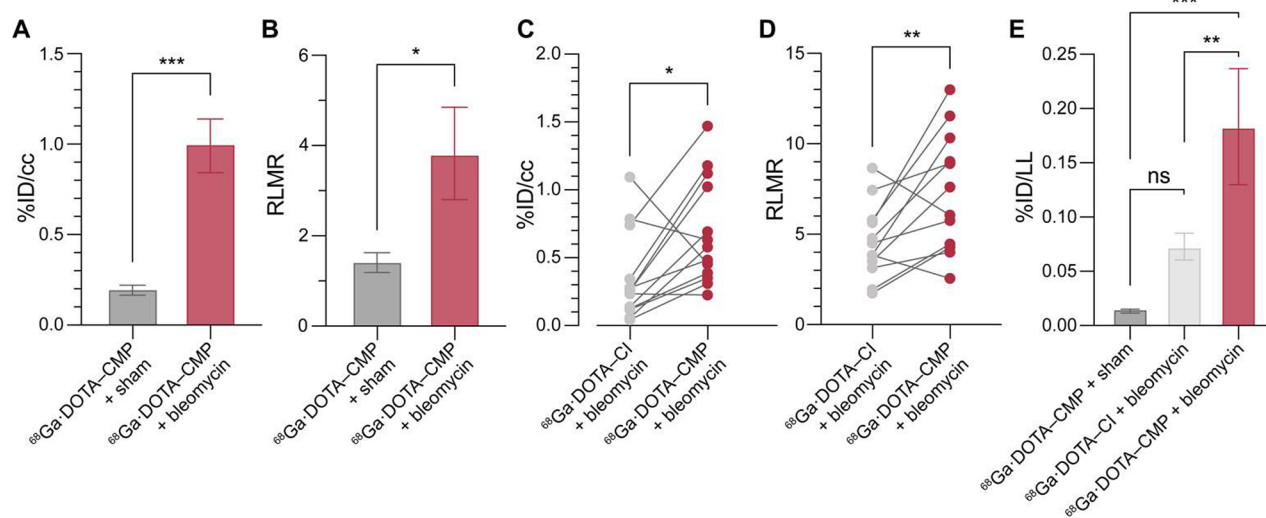 A
%ID/cc
1.5
1.0
0.5
0.0
***
⁶⁸Ga·DOTA–CMP
+ sham
⁶⁸Ga·DOTA–CMP
+ bleomycin
B
RLMR
6
4
2
0
*
⁶⁸Ga·DOTA–CMP
+ sham
⁶⁸Ga·DOTA–CMP
+ bleomycin
C
%ID/cc
2.0
1.5
1.0
0.5
0.0
*
⁶⁸Ga·DOTA–CI
+ bleomycin
⁶⁸Ga·DOTA–CMP
+ bleomycin
D
RLMR
15
10
5
0
**
⁶⁸Ga·DOTA–CI
+ bleomycin
⁶⁸Ga·DOTA–CMP
+ bleomycin
E
%ID/LL
0.25
0.20
0.15
0.10
0.05
0.00
***
**
ns
⁶⁸Ga·DOTA–CMP + sham
⁶⁸Ga·DOTA–CI + bleomycin
⁶⁸Ga·DOTA–CMP + bleomycin